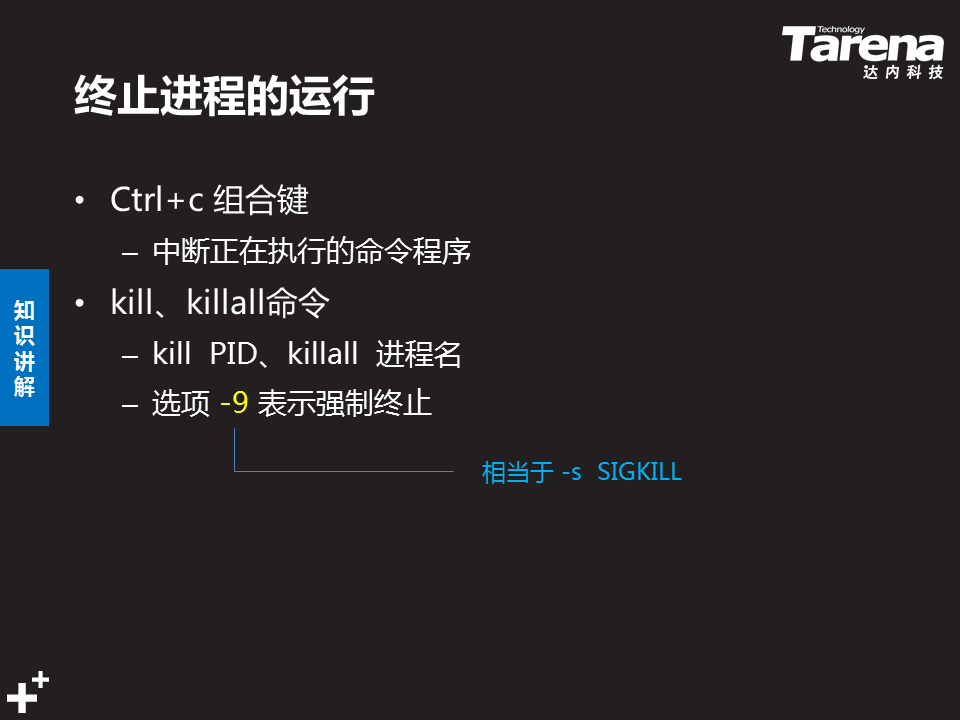 Technology
Tarena
达内科技
终止进程的运行
• Ctrl+c 组合键
– 中断正在执行的命令程序
• kill、killall命令
– kill PID、killall 进程名
– 选项 -9 表示强制终止
相当于 -s SIGKILL
知识讲解